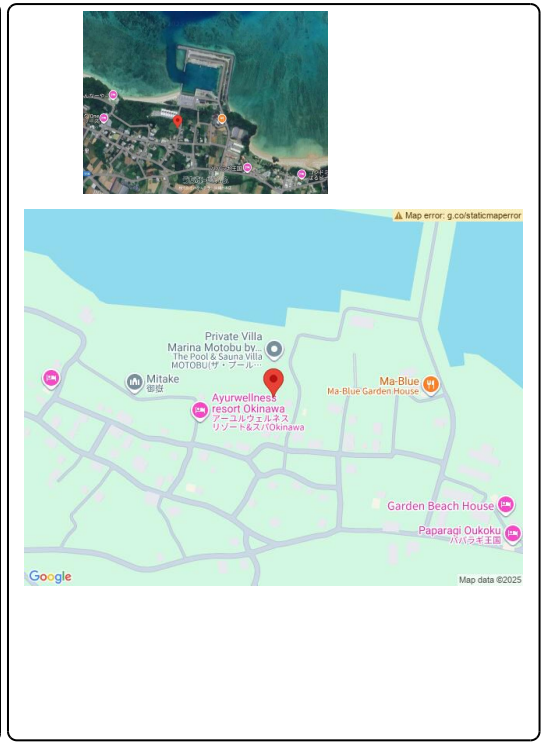 ⚠ Map error: g.co/staticmaperror
Private Villa
Marina Motobu by...
The Pool & Sauna Villa
MOTOBU(ザ・プール…
Mitake
御嶽
Ayurwellness
resort Okinawa
アーユルウェルネス
リゾート&スパOkinawa
Ma-Blue
Ma-Blue Garden House
Garden Beach House
Paparagi Oukoku
パパラギ王国
Google
Map data ©2025